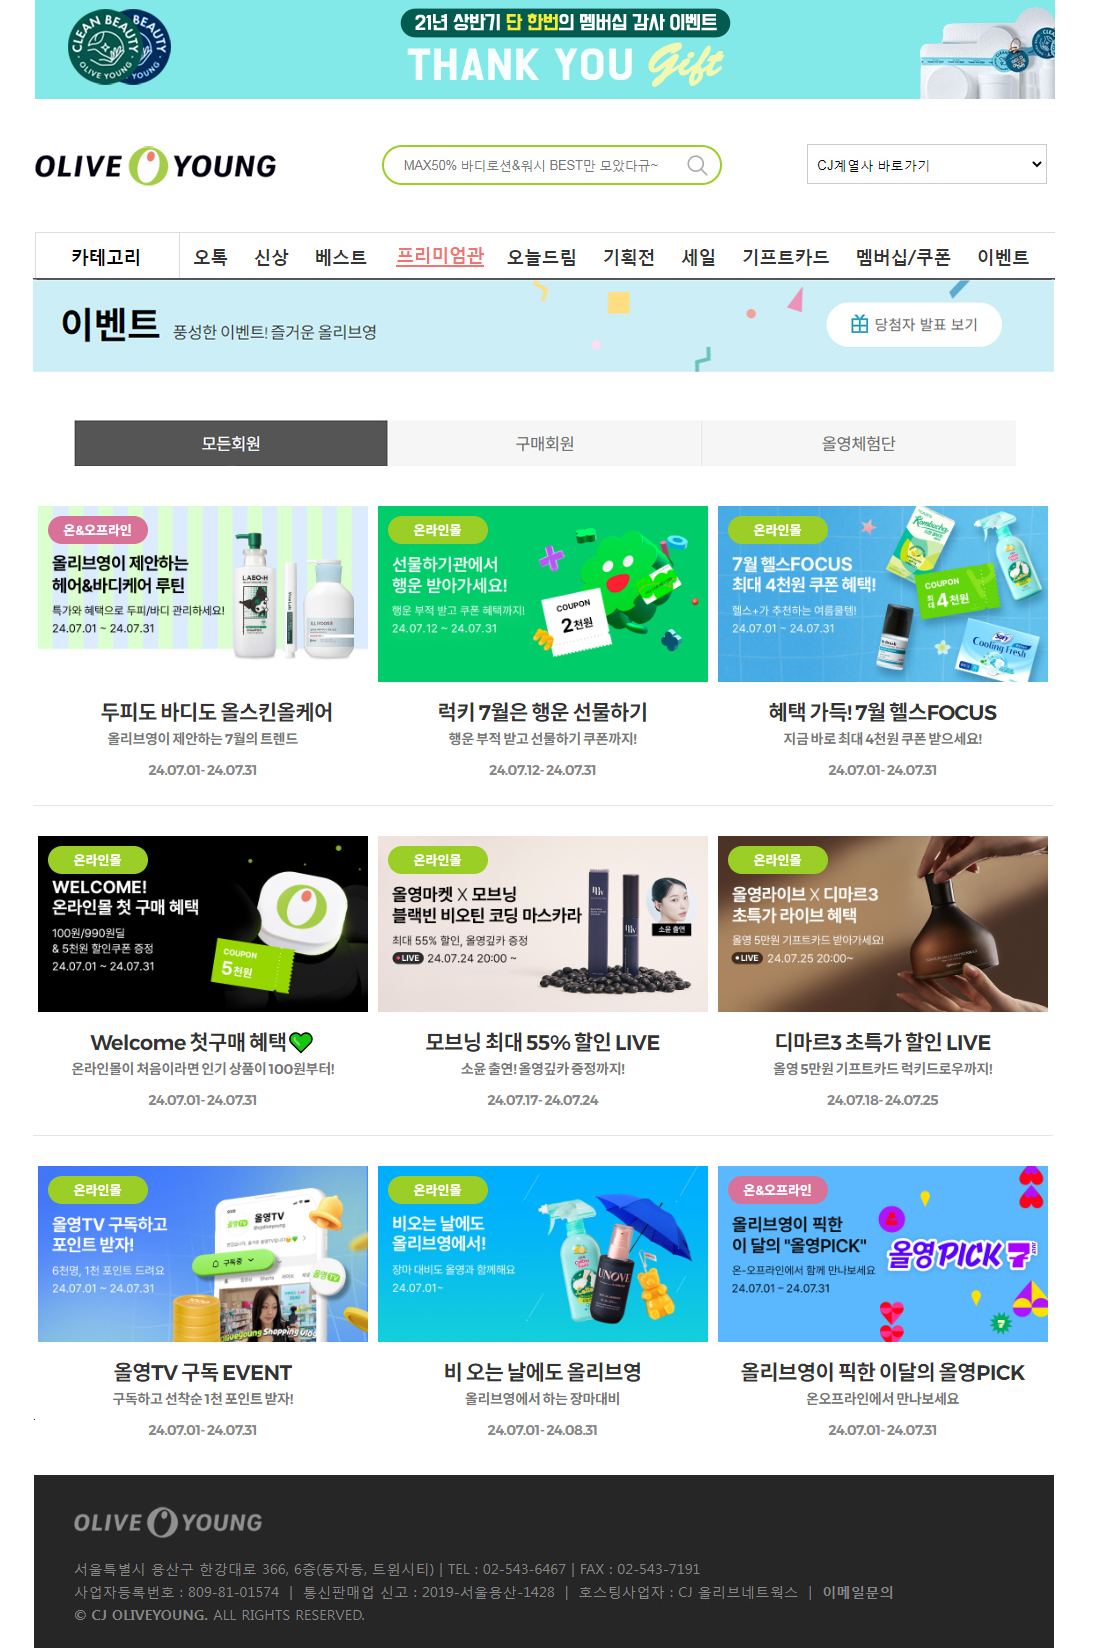 CLEAN BEAUTY
OLIVE YOUNG
21년 상반기 단 한번의 멤버십 감사 이벤트
THANK YOU Gift
OLIVE YOUNG
MAX50% 바디로션&워시 BEST만 모았다규~
CJ계열사 바로가기
카테고리 오톡 신상 베스트 프리미엄관 오늘드림 기획전 세일 기프트카드 멤버십/쿠폰 이벤트
이벤트 풍성한 이벤트! 즐거운 올리브영
당첨자 발표 보기
모든회원 구매회원 올영체험단
온&오프라인
올리브영이 제안하는
헤어&바디케어 루틴
특가와 혜택으로 두피/바디 관리하세요!
24.07.01 ~ 24.07.31
LABO-H
두피도 바디도 올스킨올케어
올리브영이 제안하는 7월의 트렌드
24.07.01- 24.07.31
온라인몰
선물하기관에서
행운 받아가세요!
행운 부적 받고 쿠폰 혜택까지!
24.07.12 ~ 24.07.31
COUPON
2천원
럭키 7월은 행운 선물하기
행운 부적 받고 선물하기 쿠폰까지!
24.07.12- 24.07.31
온라인몰
7월 헬스FOCUS
최대 4천원 쿠폰 혜택!
헬스+가 추천하는 여름쿨템!
24.07.01 ~ 24.07.31
Kombucha
COUPON
최대 4천원
Sofy
Cooling Fresh
혜택 가득! 7월 헬스FOCUS
지금 바로 최대 4천원 쿠폰 받으세요!
24.07.01- 24.07.31
온라인몰
WELCOME!
온라인몰 첫 구매 혜택
100원/990원딜
& 5천원 할인쿠폰 증정
24.07.01 ~ 24.07.31
COUPON
5천원
Welcome 첫구매 혜택💚
온라인몰이 처음이라면 인기 상품이 100원부터!
24.07.01- 24.07.31
온라인몰
올영마켓 X 모브닝
블랙빈 비오틴 코딩 마스카라
최대 55% 할인, 올영깊카 증정
LIVE 24.07.24 20:00 ~
소윤 출연
모브닝 최대 55% 할인 LIVE
소윤 출연! 올영깊카 증정까지!
24.07.17- 24.07.24
온라인몰
올영라이브 X 디마르3
초특가 라이브 혜택
올영 5만원 기프트카드 받아가세요!
LIVE 24.07.25 20:00~
디마르3 초특가 할인 LIVE
올영 5만원 기프트카드 럭키드로우까지!
24.07.18- 24.07.25
온라인몰
올영TV 구독하고
포인트 받자!
6천명, 1천 포인트 드려요
24.07.01 ~ 24.07.31
올영TV
올영TV
구독중
올영TV
Oliveyoung Shopping Vlog
올영TV 구독 EVENT
구독하고 선착순 1천 포인트 받자!
24.07.01- 24.07.31
온라인몰
비오는 날에도
올리브영에서!
장마 대비도 올영과 함께해요
24.07.01~
UNOVE
비 오는 날에도 올리브영
올리브영에서 하는 장마대비
24.07.01- 24.08.31
온&오프라인
올리브영이 픽한
이 달의 "올영PICK"
온-오프라인에서 함께 만나보세요
24.07.01 ~ 24.07.31
올영PICK 7
7
올리브영이 픽한 이달의 올영PICK
온오프라인에서 만나보세요
24.07.01- 24.07.31
OLIVE YOUNG
서울특별시 용산구 한강대로 366, 6층(동자동, 트윈시티) | TEL : 02-543-6467 | FAX : 02-543-7191
사업자등록번호 : 809-81-01574 | 통신판매업 신고 : 2019-서울용산-1428 | 호스팅사업자 : CJ 올리브네트웍스 | 이메일문의
© CJ OLIVEYOUNG. ALL RIGHTS RESERVED.